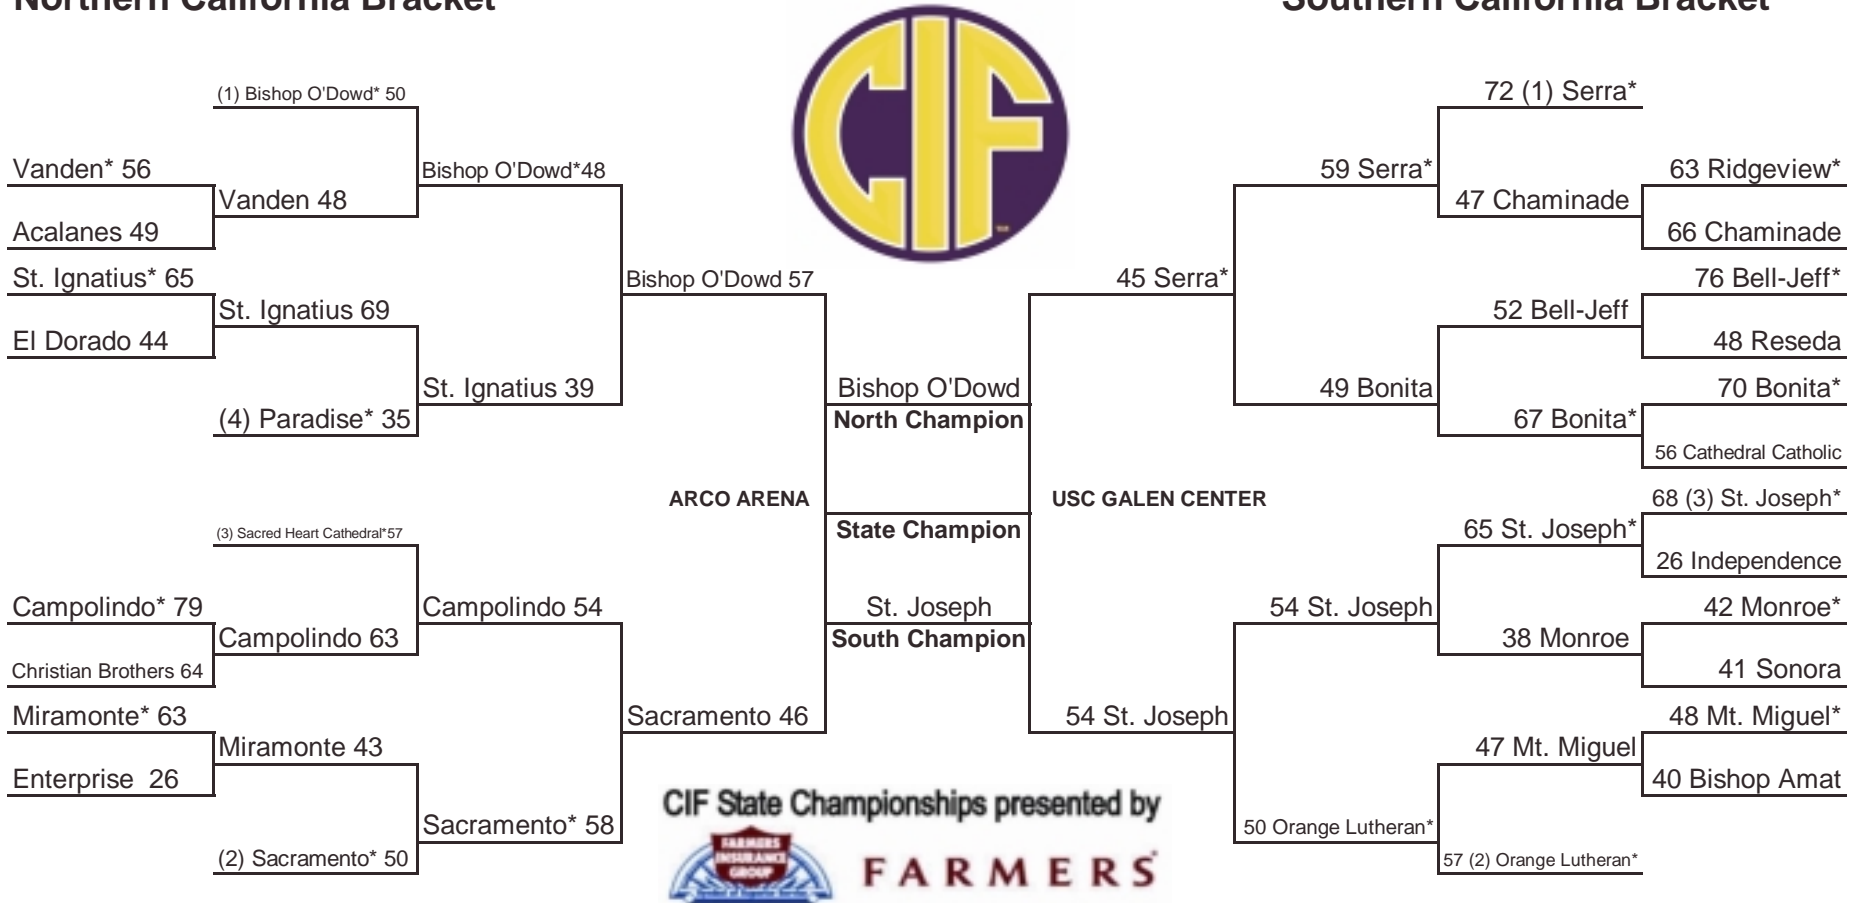 Northern California Bracket
Southern California Bracket
CIF
TM
(1) Bishop O'Dowd* 50
Vanden* 56
Vanden 48
Acalanes 49
Bishop O'Dowd*48
St. Ignatius* 65
St. Ignatius 69
El Dorado 44
(4) Paradise* 35
St. Ignatius 39
Bishop O'Dowd 57
(3) Sacred Heart Cathedral*57
Campolindo* 79
Campolindo 63
Christian Brothers 64
Campolindo 54
Miramonte* 63
Miramonte 43
Enterprise 26
(2) Sacramento* 50
Sacramento* 58
Sacramento 46
Bishop O'Dowd
North Champion
ARCO ARENA
USC GALEN CENTER
State Champion
St. Joseph
South Champion
72 (1) Serra*
59 Serra*
63 Ridgeview*
47 Chaminade
66 Chaminade
45 Serra*
76 Bell-Jeff*
52 Bell-Jeff
48 Reseda
49 Bonita
70 Bonita*
67 Bonita*
56 Cathedral Catholic
68 (3) St. Joseph*
65 St. Joseph*
26 Independence
54 St. Joseph
42 Monroe*
38 Monroe
41 Sonora
54 St. Joseph
48 Mt. Miguel*
47 Mt. Miguel
40 Bishop Amat
50 Orange Lutheran*
57 (2) Orange Lutheran*
CIF State Championships presented by
FARMERS
INSURANCE
GROUP
FARMERS